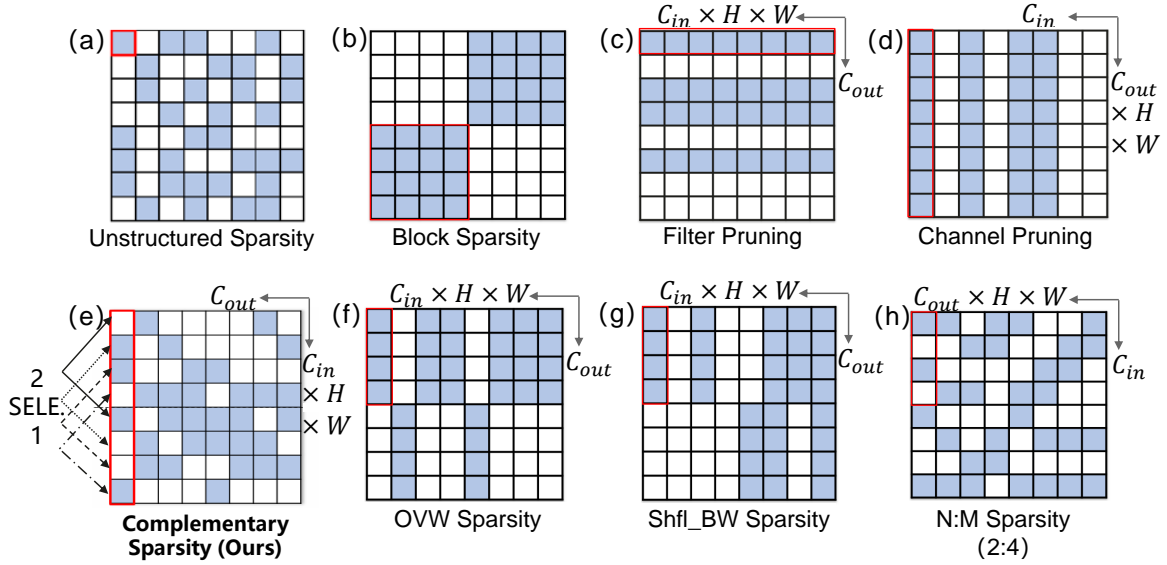 (a)
Unstructured Sparsity
(b)
Block Sparsity
(c)
C_in × H × W
C_out
Filter Pruning
(d)
C_in
C_out
× H
× W
Channel Pruning
(e)
C_out
C_in
× H
× W
2
SELE.
1
Complementary
Sparsity (Ours)
(f)
C_in × H × W
C_out
OVW Sparsity
(g)
C_in × H × W
C_out
Shfl_BW Sparsity
(h)
C_out × H × W
C_in
N:M Sparsity
(2:4)